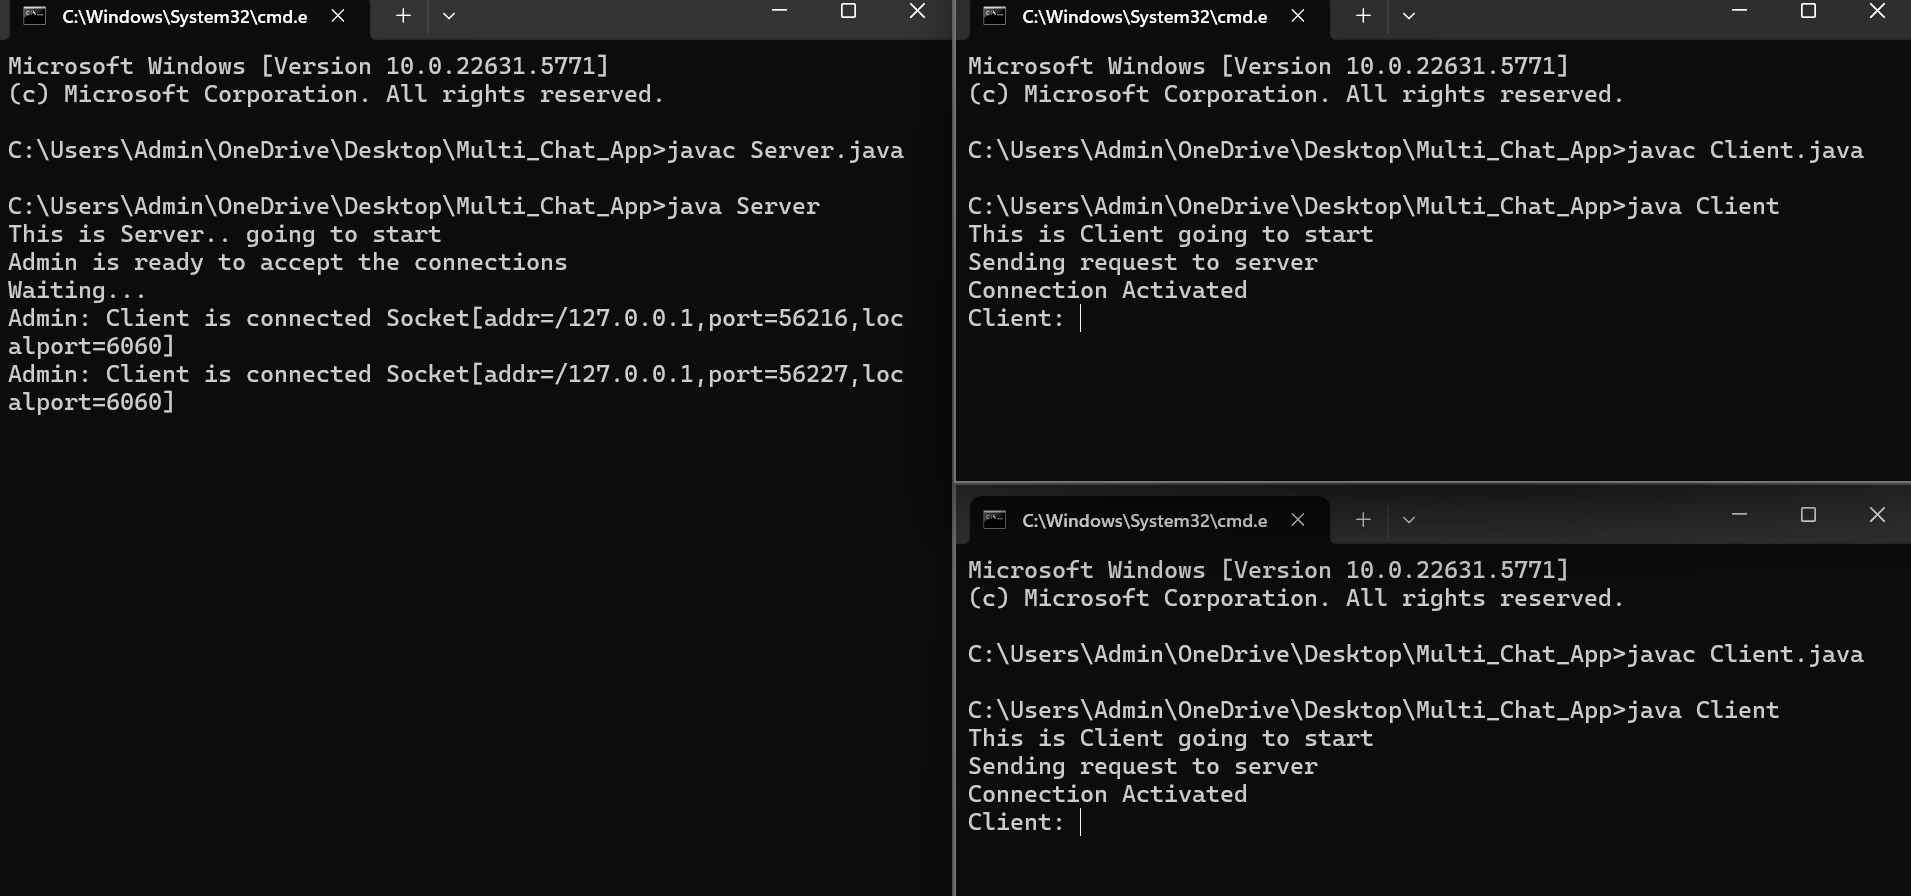 C:\Windows\System32\cmd.e
Microsoft Windows [Version 10.0.22631.5771]
(c) Microsoft Corporation. All rights reserved.
C:\Users\Admin\OneDrive\Desktop\Multi_Chat_App>javac Server.java
C:\Users\Admin\OneDrive\Desktop\Multi_Chat_App>java Server
This is Server.. going to start
Admin is ready to accept the connections
Waiting...
Admin: Client is connected Socket[addr=/127.0.0.1,port=56216,loc
alport=6060]
Admin: Client is connected Socket[addr=/127.0.0.1,port=56227,loc
alport=6060]
C:\Windows\System32\cmd.e
Microsoft Windows [Version 10.0.22631.5771]
(c) Microsoft Corporation. All rights reserved.
C:\Users\Admin\OneDrive\Desktop\Multi_Chat_App>javac Client.java
C:\Users\Admin\OneDrive\Desktop\Multi_Chat_App>java Client
This is Client going to start
Sending request to server
Connection Activated
Client:
C:\Windows\System32\cmd.e
Microsoft Windows [Version 10.0.22631.5771]
(c) Microsoft Corporation. All rights reserved.
C:\Users\Admin\OneDrive\Desktop\Multi_Chat_App>javac Client.java
C:\Users\Admin\OneDrive\Desktop\Multi_Chat_App>java Client
This is Client going to start
Sending request to server
Connection Activated
Client: